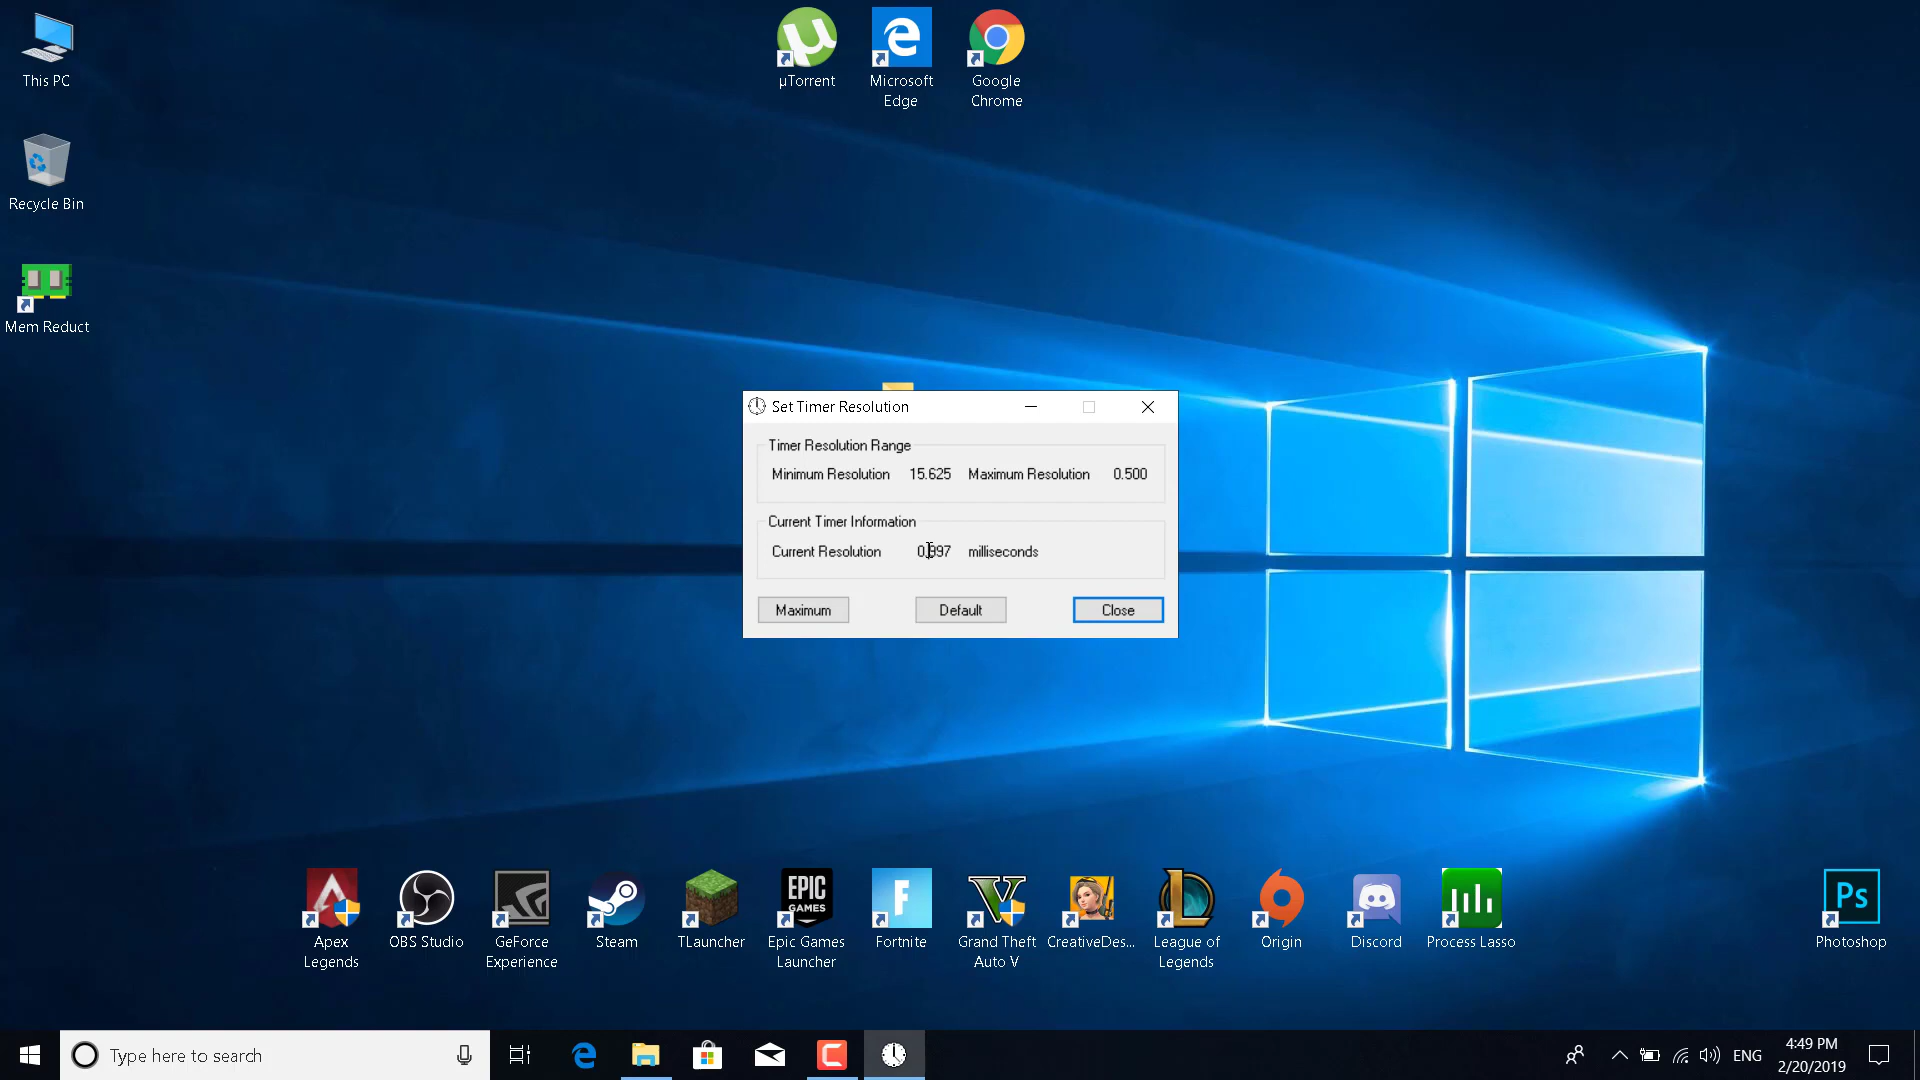 This PC
µTorrent
Microsoft
Edge
Google
Chrome
Recycle Bin
Mem Reduct
Set Timer Resolution
Timer Resolution Range
Minimum Resolution 15.625 Maximum Resolution 0.500
Current Timer Information
Current Resolution milliseconds
Maximum Default Close
EPIC
GAMES
Ps
Apex
Legends
OBS Studio
GeForce
Experience
Steam
TLauncher
Epic Games
Launcher
Fortnite
Grand Theft
Auto V
CreativeDes...
League of
Legends
Origin
Discord
Process Lasso
Photoshop
Type here to search
ENG
4:49 PM
2/20/2019